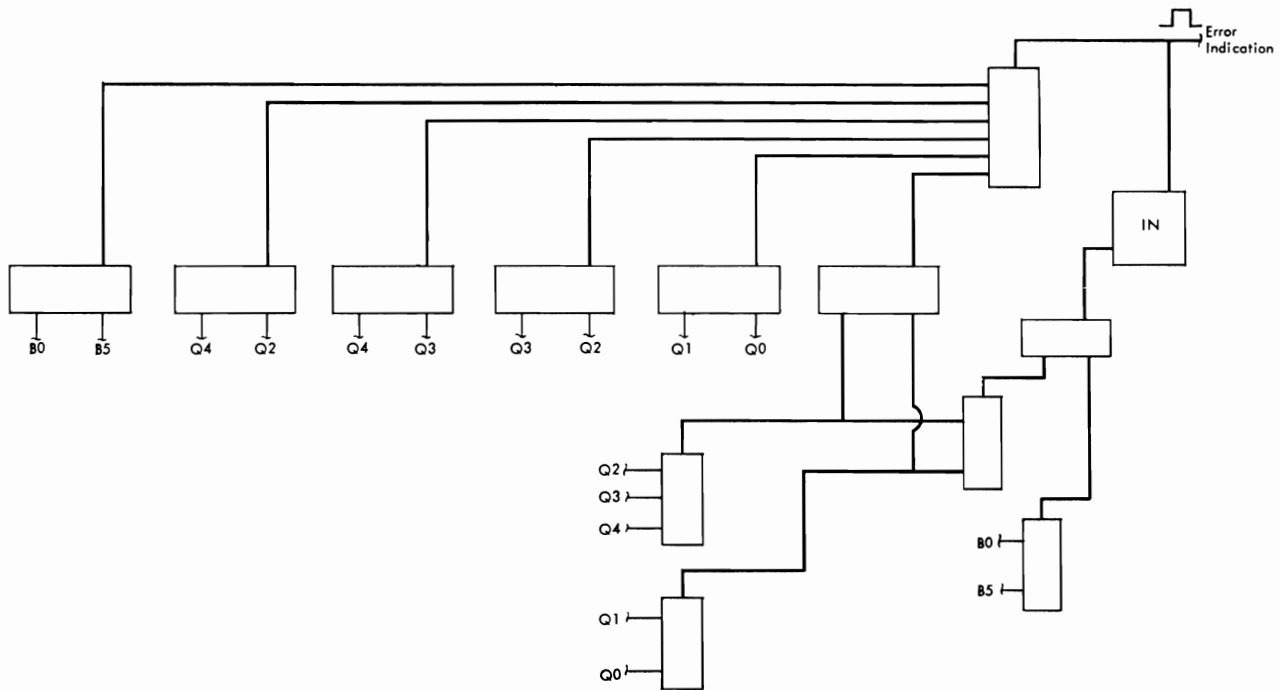 Error
Indication
IN
B0 B5 Q4 Q2 Q4 Q3 Q3 Q2 Q1 Q0
Q2
Q3
Q4
B0
B5
Q1
Q0